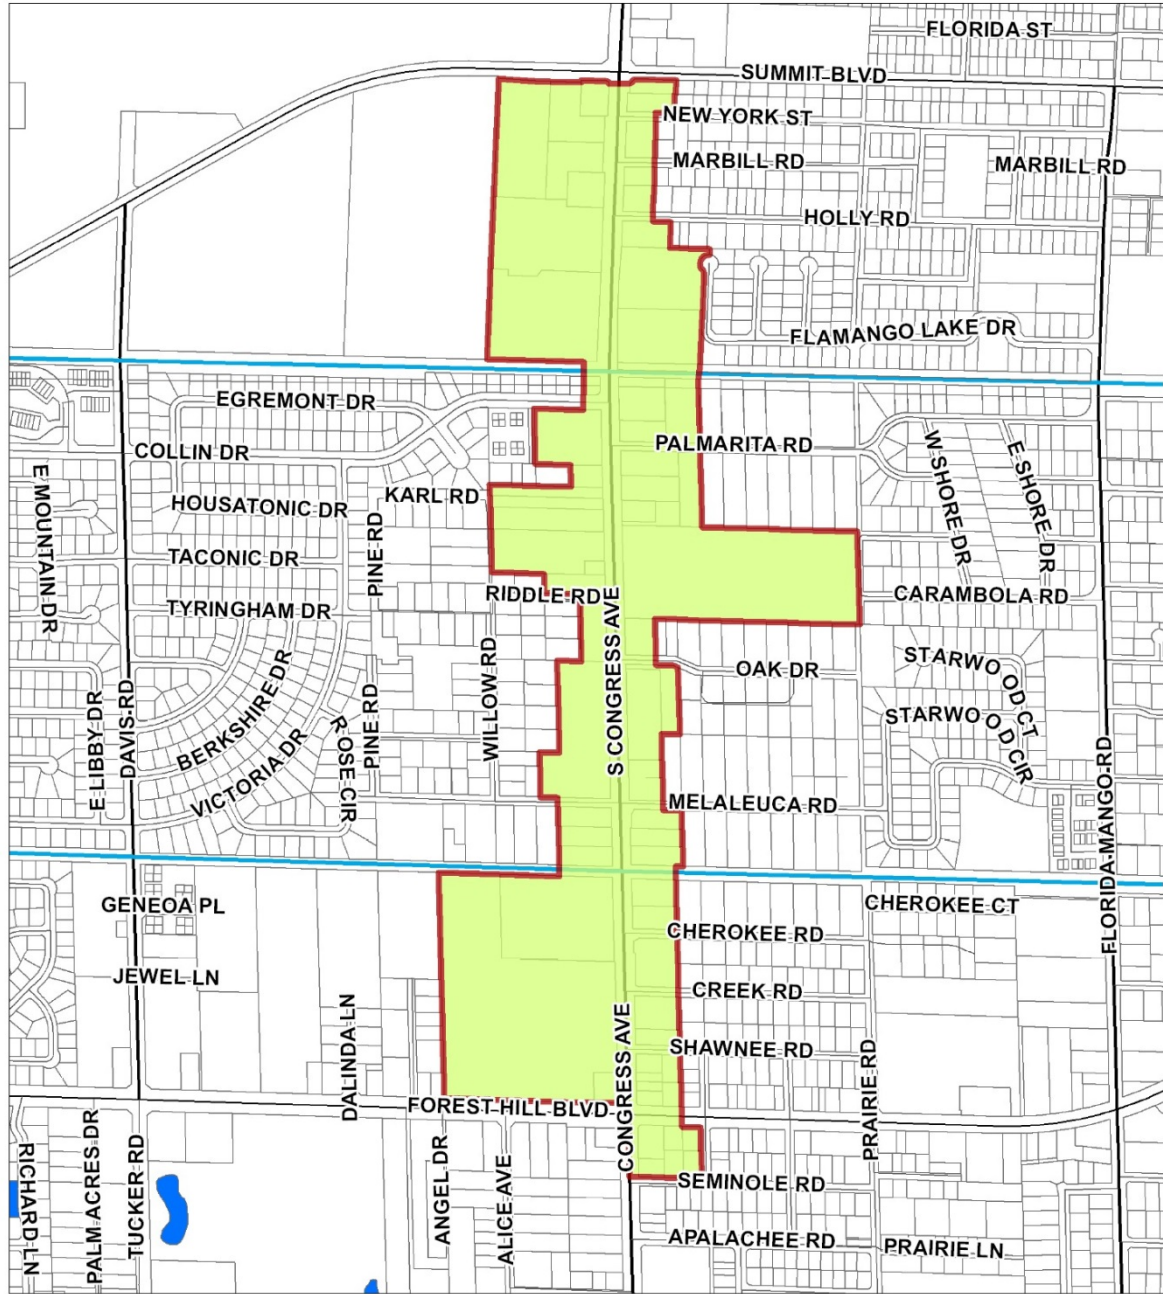 FLORIDA ST
SUMMIT BLVD
NEW YORK ST
MARBILL RD
MARBILL RD
HOLLY RD
FLAMANGO LAKE DR
EGREMONT DR
COLLIN DR
PALMARITA RD
W SHORE DR
E SHORE DR
E MOUNTAIN DR
KARL RD
HOUSATONIC DR
PINE RD
TACONIC DR
RIDDLE RD
CARAMBOLA RD
TYRINGHAM DR
S CONGRESS AVE
WILLOW RD
OAK DR
STARWO OD CT
STARWO O D CIR
E LIBBY DR
DAVIS RD
BERKSHIRE DR
VICTORIA DR
R OSE CIR
PINE RD
MELALEUCA RD
FLORIDA MANGO RD
GENEOA PL
CHEROKEE CT
CHEROKEE RD
JEWEL LN
CREEK RD
DALINDA LN
CONGRESS AVE
SHAWNEE RD
PRAIRIE RD
FOREST HILL BLVD
RICHARD LN
PALM ACRES DR
TUCKER RD
ANGEL DR
ALICE AVE
SEMINOLE RD
APALACHEE RD
PRAIRIE LN